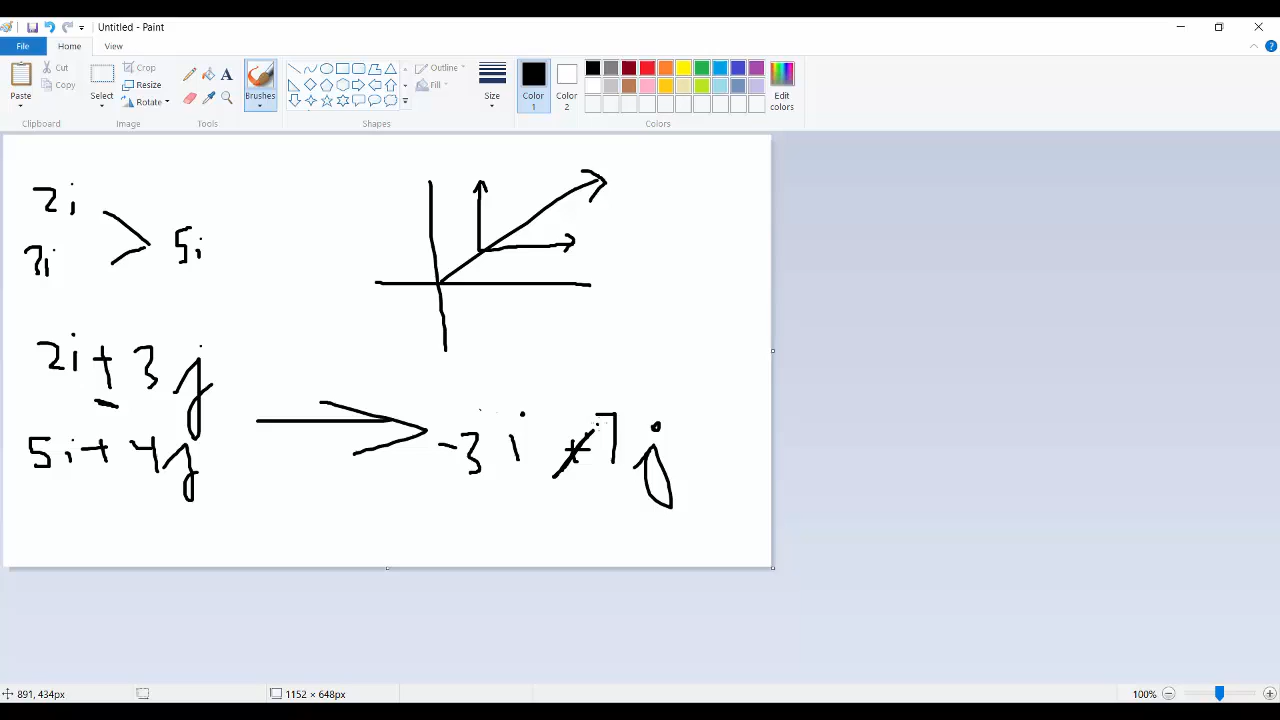 Untitled - Paint
File Home View
Paste
Cut
Copy
Clipboard
Select
Crop
Resize
Rotate
Image
A
Tools
Brushes
Outline
Fill
Shapes
Size
Color 1
Color 2
Edit colors
Colors
2i
3i
5i
2i + 3j
-
5i + 4j
-3i + 7j
891, 434px
1152 × 648px
100%